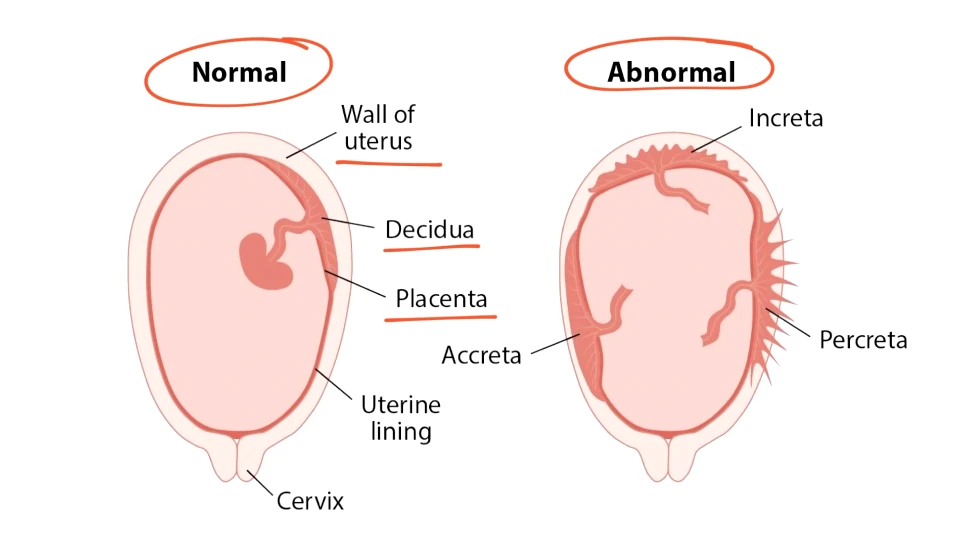 Normal
Abnormal
Wall of
uterus
Decidua
Placenta
Uterine
lining
Cervix
Increta
Accreta
Percreta